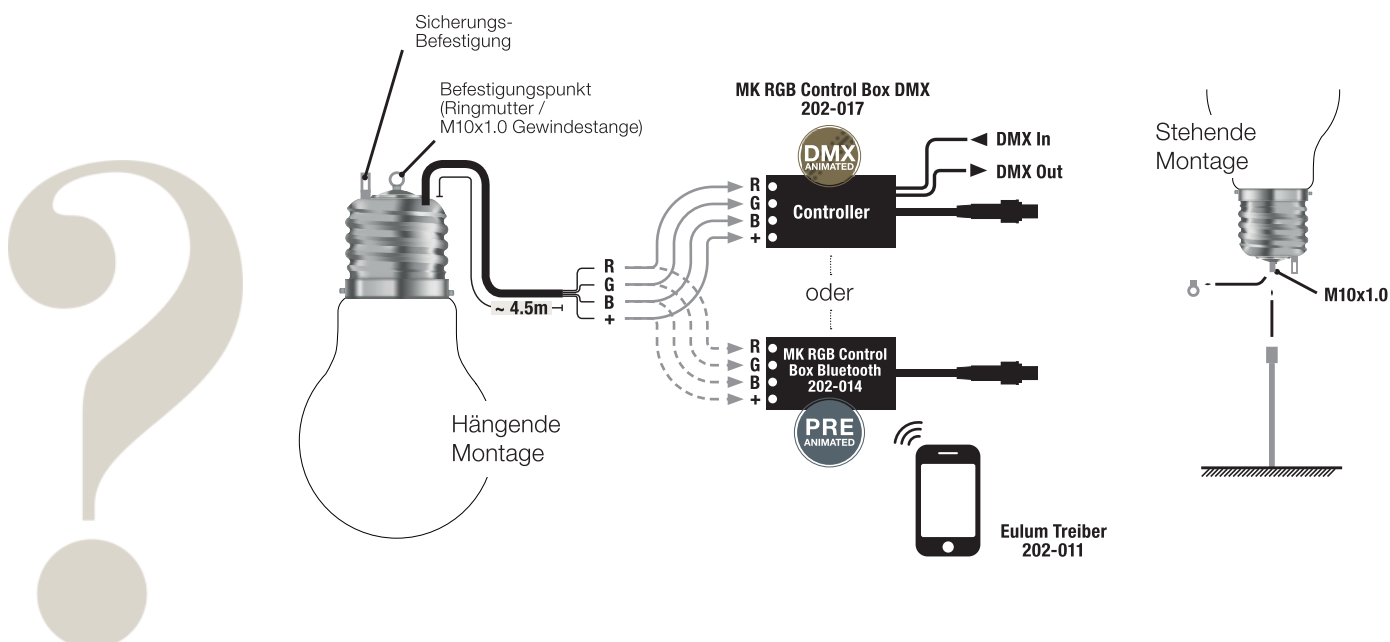 ?
Sicherungs-
Befestigung
Befestigungspunkt
(Ringmutter /
M10x1.0 Gewindestange)
~ 4.5m
R
G
B
+
Hängende
Montage
MK RGB Control Box DMX
202-017
DMX
ANIMATED
DMX In
DMX Out
R
G
B
+
Controller
oder
R
G
B
+
MK RGB Control
Box Bluetooth
202-014
PRE
ANIMATED
Eulum Treiber
202-011
Stehende
Montage
M10x1.0